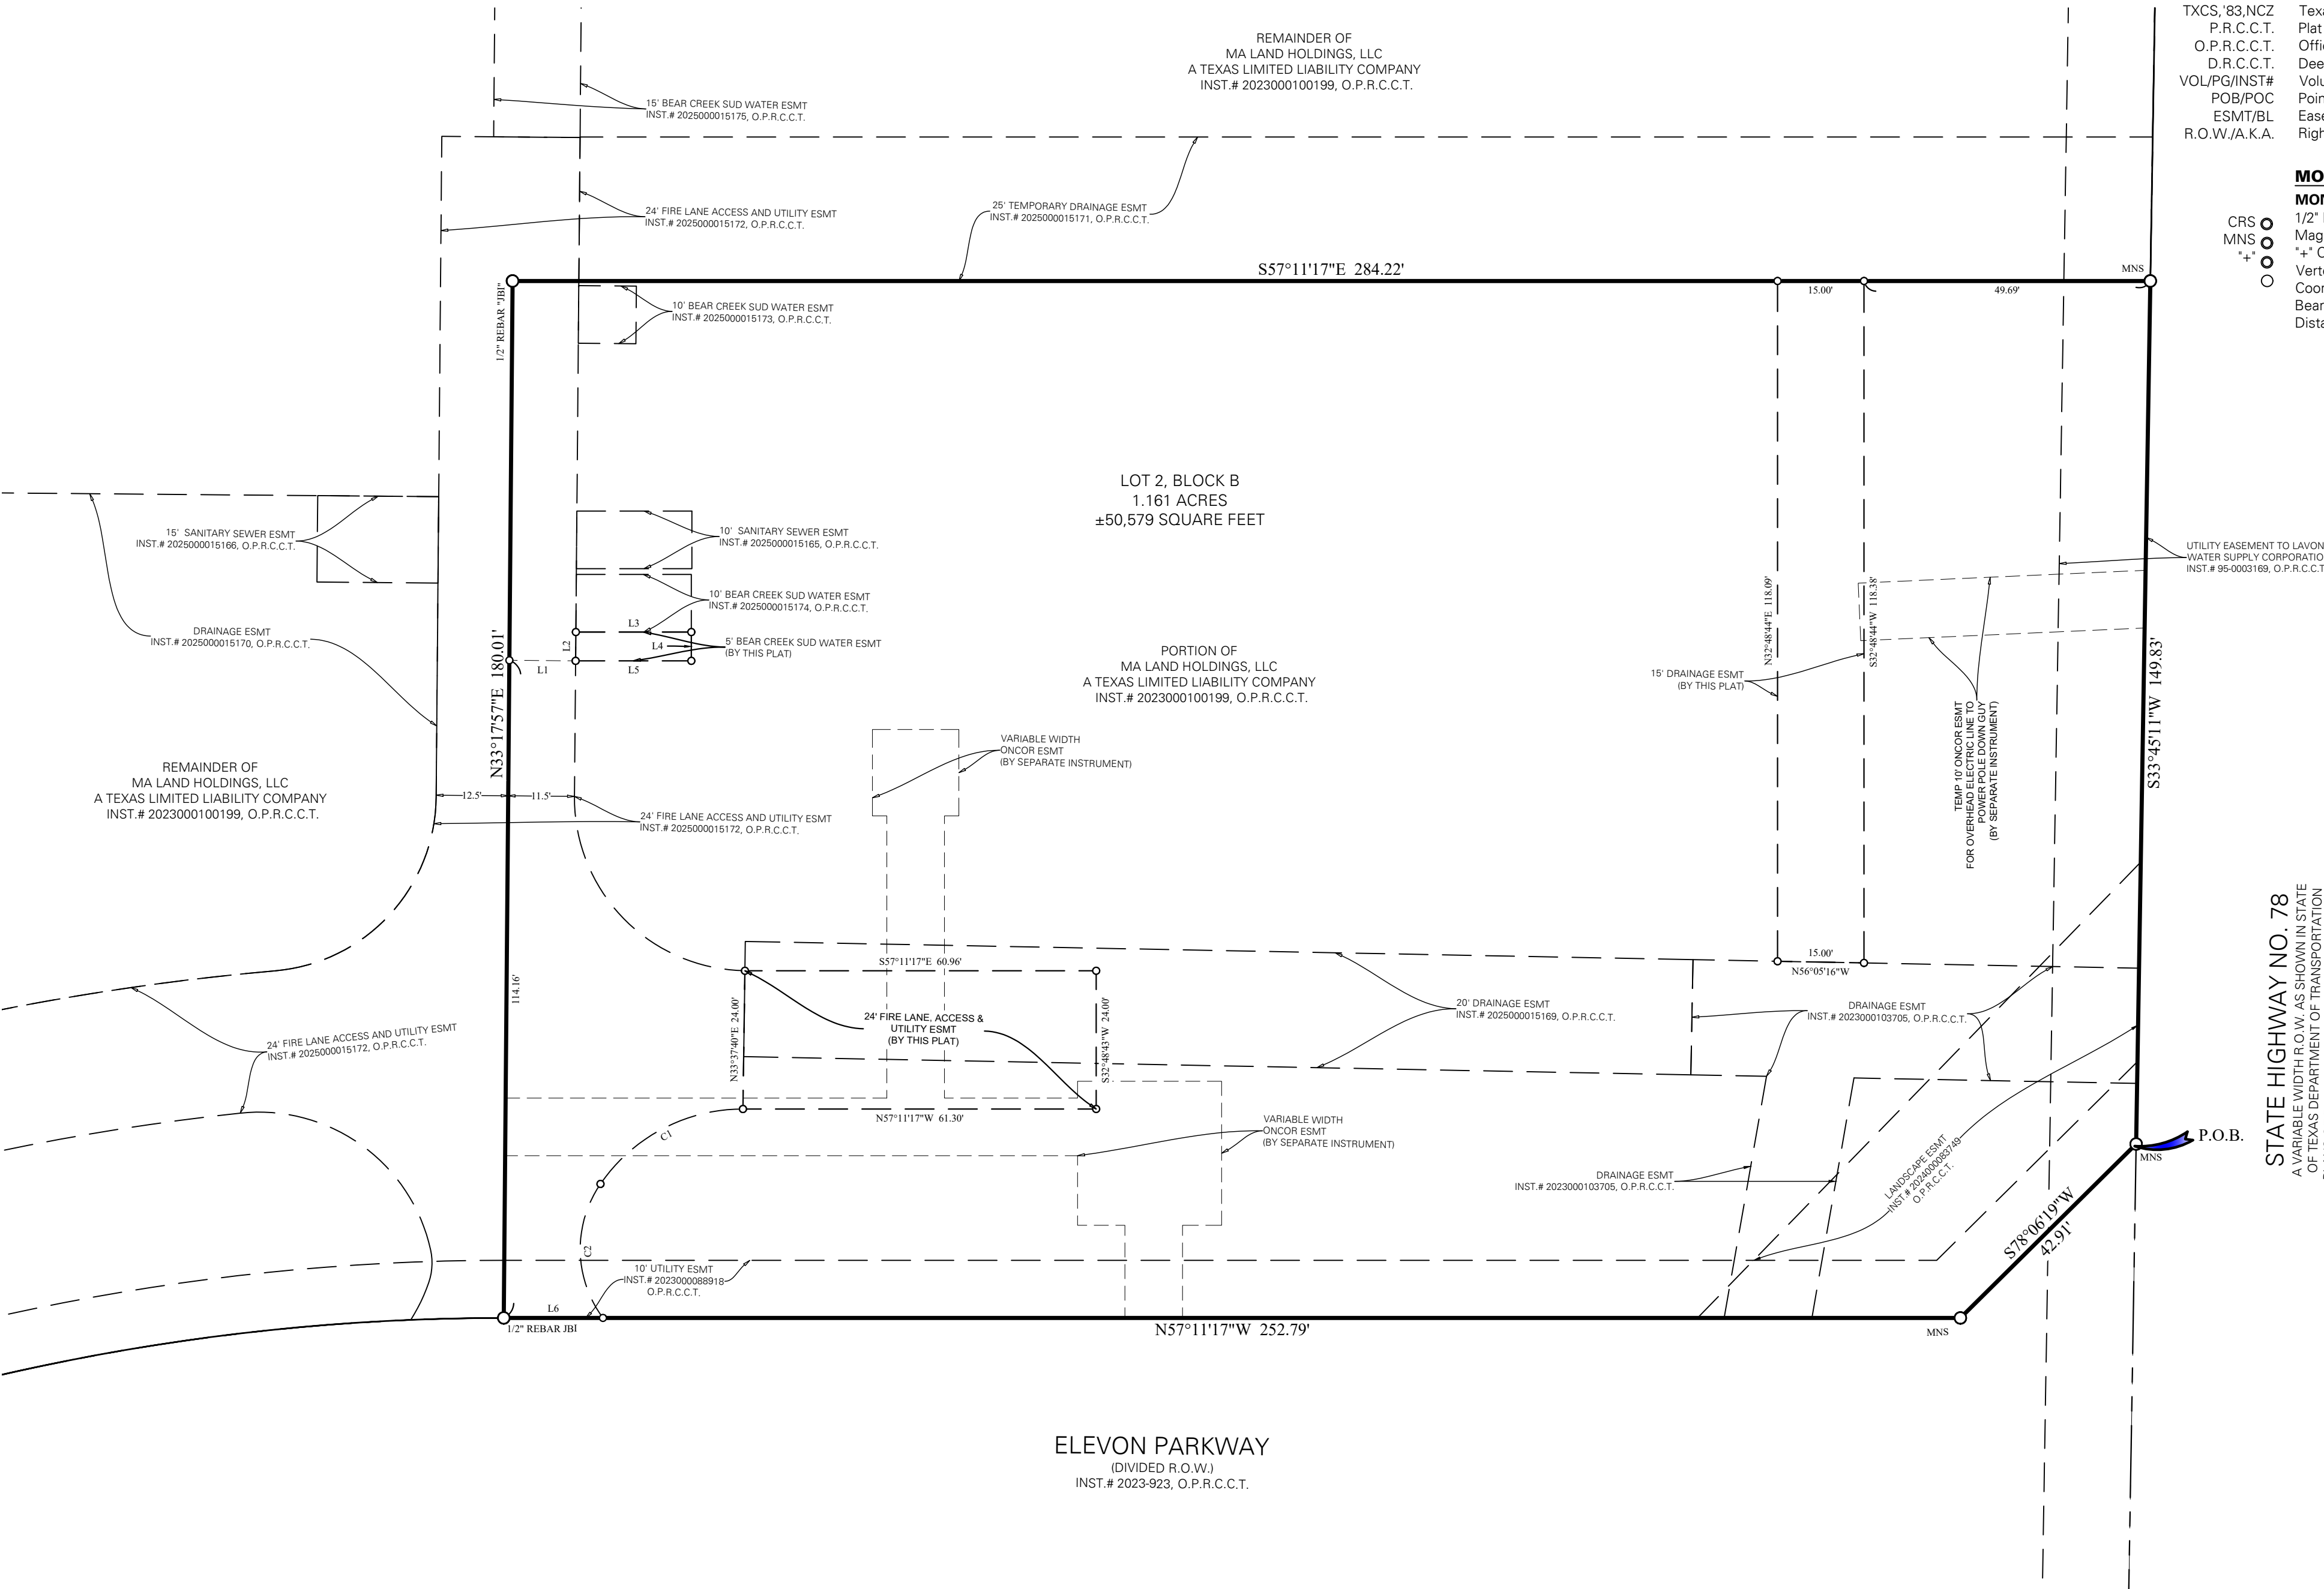 TXCS,'83,NCZ
P.R.C.C.T. Plat
O.P.R.C.C.T.
D.R.C.C.T.
VOL/PG/INST#
POB/POC
ESMT/BL
R.O.W./A.K.A.
CRS
MNS
"+"
1/2"
Mag
REMAINDER OF
MA LAND HOLDINGS, LLC
A TEXAS LIMITED LIABILITY COMPANY
INST.# 2023000100199, O.P.R.C.C.T.
15' BEAR CREEK SUD WATER ESMT
INST.# 2025000015175, O.P.R.C.C.T.
24' FIRE LANE ACCESS AND UTILITY ESMT
INST.# 2025000015172, O.P.R.C.C.T.
25' TEMPORARY DRAINAGE ESMT
INST.# 2025000015171, O.P.R.C.C.T.
S57°11'17"E 284.22'
MNS
15.00'
49.69'
1/2" REBAR "JBI"
10' BEAR CREEK SUD WATER ESMT
INST.# 2025000015173, O.P.R.C.C.T.
LOT 2, BLOCK B
1.161 ACRES
±50,579 SQUARE FEET
15' SANITARY SEWER ESMT
INST.# 2025000015166, O.P.R.C.C.T.
10' SANITARY SEWER ESMT
INST.# 2025000015165, O.P.R.C.C.T.
UTILITY EASEMENT TO LAVON
WATER SUPPLY
INST.# 95-0003169, O.P.R.C.C.T
10' BEAR CREEK SUD WATER ESMT
INST.# 2025000015174, O.P.R.C.C.T.
DRAINAGE ESMT
INST.# 2025000015170, O.P.R.C.C.T.
L3
L2
L4
5' BEAR CREEK SUD WATER ESMT
(BY THIS PLAT)
L1
L5
N33°17'57"E 180.01'
PORTION OF
MA LAND HOLDINGS, LLC
A TEXAS LIMITED LIABILITY COMPANY
INST.# 2023000100199, O.P.R.C.C.T.
N32°48'44"E 118.09'
S32°48'44"W 118.38'
15' DRAINAGE ESMT
(BY THIS PLAT)
S33°45'11"W 149.83'
TEMP 10' ONCOR ESMT
FOR OVERHEAD ELECTRIC LINE TO
POWER POLE DOWN GUY
(BY SEPARATE INSTRUMENT)
VARIABLE WIDTH
ONCOR ESMT
(BY SEPARATE INSTRUMENT)
REMAINDER OF
MA LAND HOLDINGS, LLC
A TEXAS LIMITED LIABILITY COMPANY
INST.# 2023000100199, O.P.R.C.C.T.
12.5'
11.5'
24' FIRE LANE ACCESS AND UTILITY ESMT
INST.# 2025000015172, O.P.R.C.C.T.
114.16'
S57°11'17"E 60.96'
N33°37'40"E 24.00'
24' FIRE LANE, ACCESS &
UTILITY ESMT
(BY THIS PLAT)
S32°48'43"W 24.00'
N57°11'17"W 61.30'
15.00'
N56°05'16"W
20' DRAINAGE ESMT
INST.# 2025000015169, O.P.R.C.C.T.
DRAINAGE ESMT
INST.# 2023000103705, O.P.R.C.C.T.
24' FIRE LANE ACCESS AND UTILITY ESMT
INST.# 2025000015172, O.P.R.C.C.T.
STATE HIGHWAY NO. 78
A VARIABLE WIDTH R.O.W. AS SHOWN IN STATE
OF TEXAS DEPARTMENT OF TRANSPORTATION
C1
VARIABLE WIDTH
ONCOR ESMT
(BY SEPARATE INSTRUMENT)
P.O.B.
MNS
DRAINAGE ESMT
INST.# 2023000103705, O.P.R.C.C.T.
LANDSCAPE ESMT
INST.# 2024000083749
O.P.R.C.C.T.
S78°06'19"W
42.91'
C2
10' UTILITY ESMT
INST.# 2023000088918
O.P.R.C.C.T.
L6
1/2" REBAR JBI
N57°11'17"W 252.79'
MNS
ELEVON PARKWAY
(DIVIDED R.O.W.)
INST.# 2023-923, O.P.R.C.C.T.